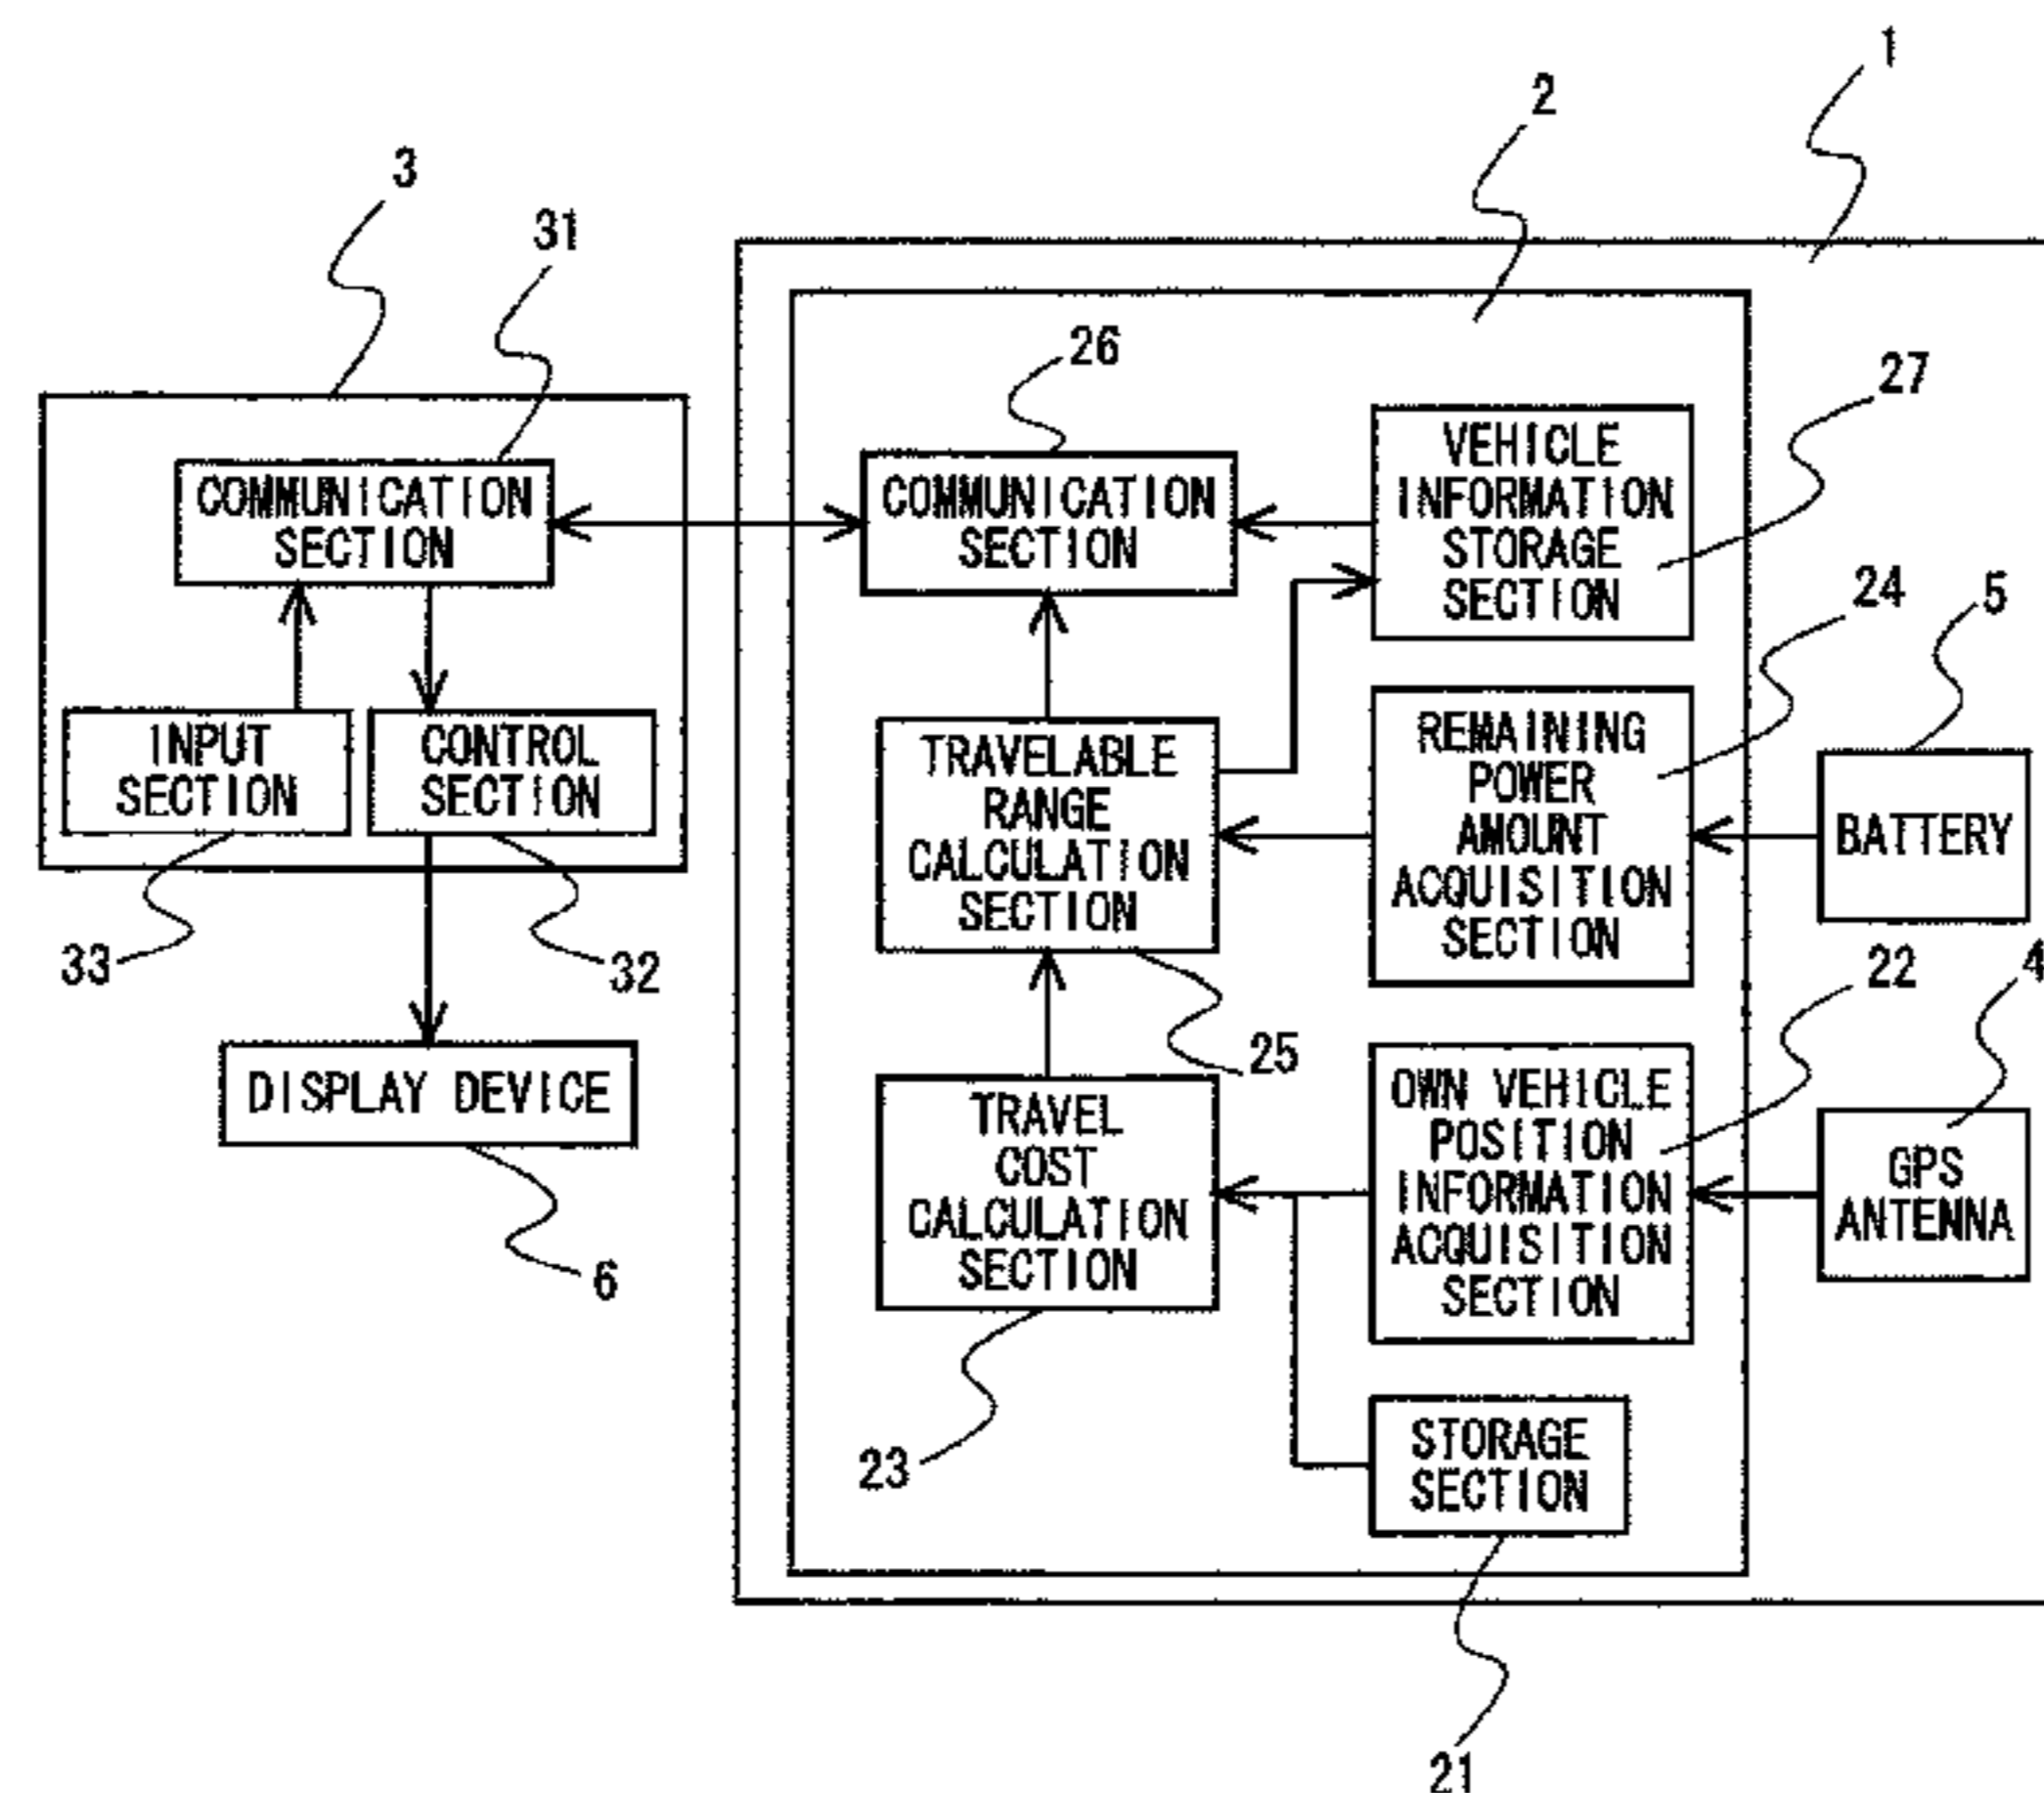 1
2
3
31
26
27
COMMUNICATION
SECTION
COMMUNICATION
SECTION
VEHICLE
INFORMATION
STORAGE
SECTION
24
5
INPUT
SECTION
CONTROL
SECTION
TRAVELABLE
RANGE
CALCULATION
SECTION
REMAINING
POWER
AMOUNT
ACQUISITION
SECTION
BATTERY
33
32
22
4
25
DISPLAY DEVICE
TRAVEL
COST
CALCULATION
SECTION
OWN VEHICLE
POSITION
INFORMATION
ACQUISITION
SECTION
GPS
ANTENNA
6
23
STORAGE
SECTION
21